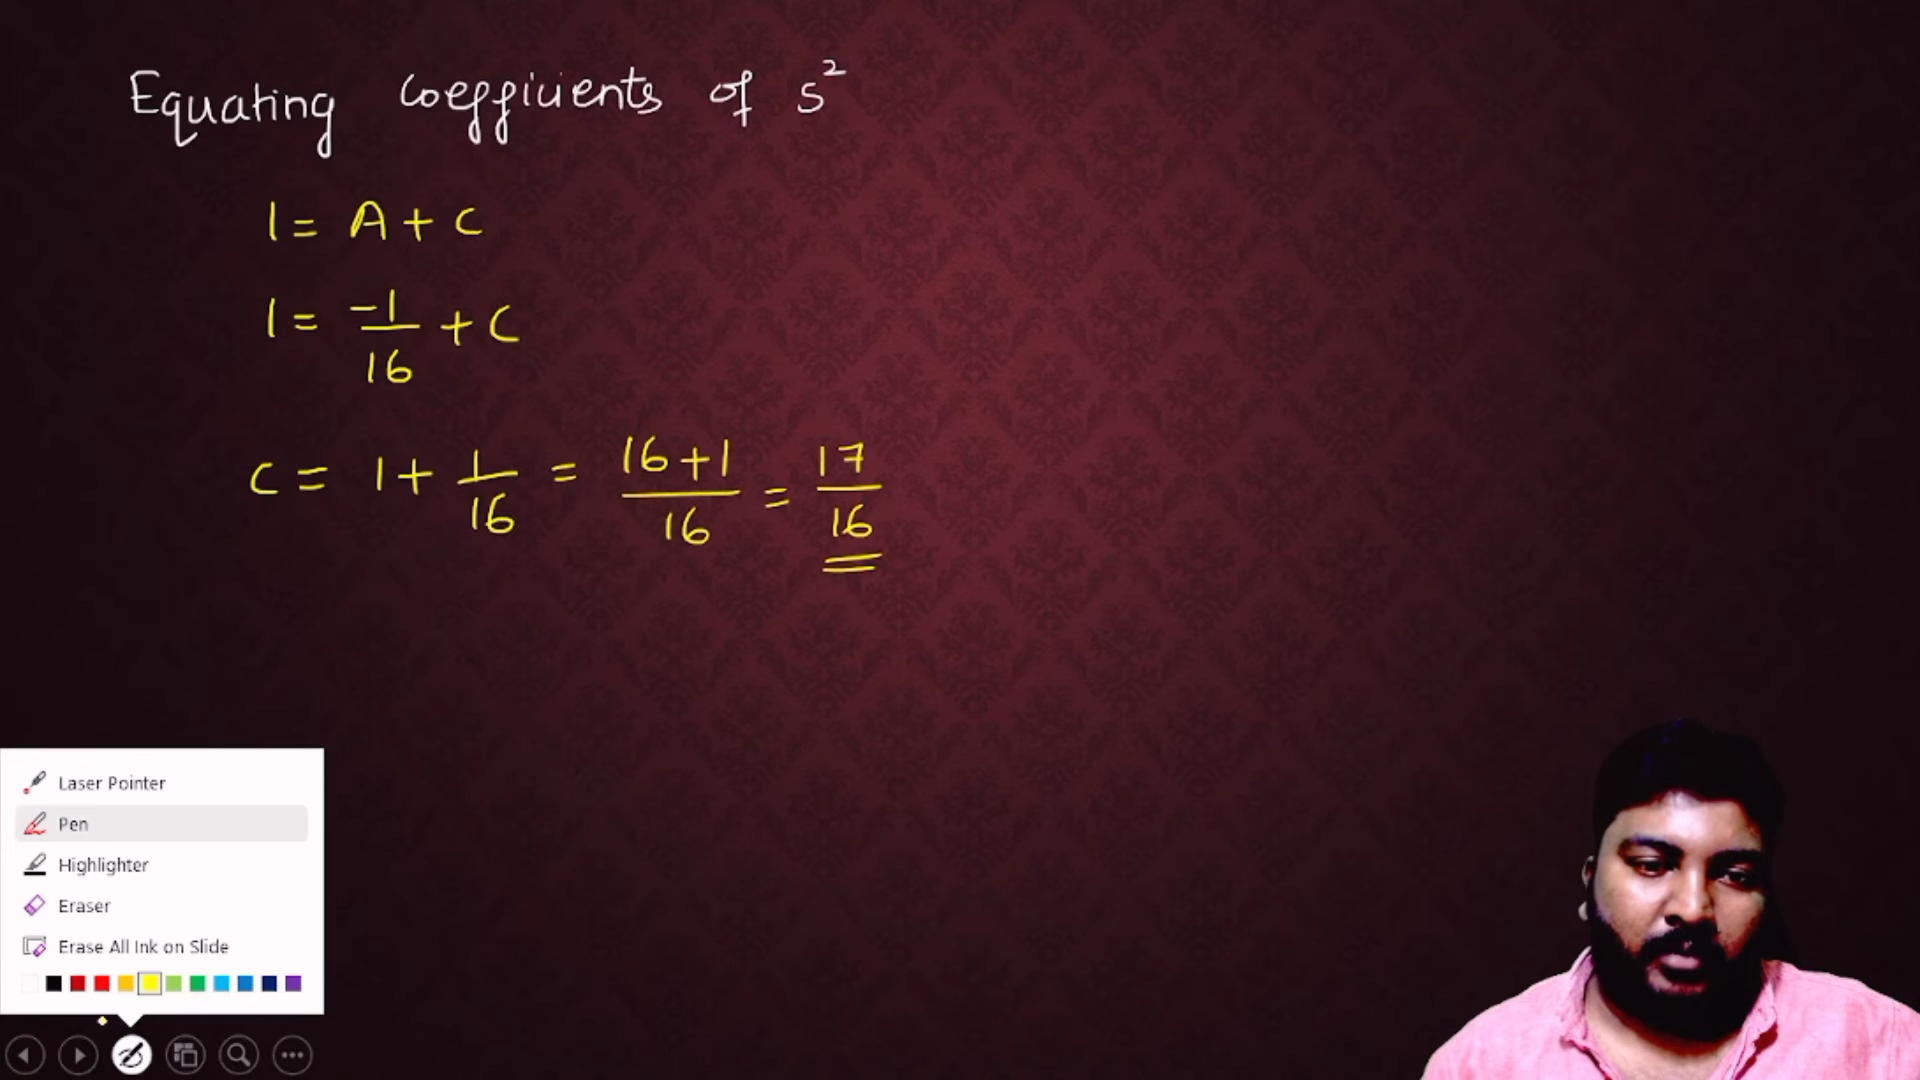 Equating coefficients of s²
1 = A + C
1 = -1/16 + C
C = 1 + 1/16 = 16+1/16 = 17/16
Laser Pointer
Pen
Highlighter
Eraser
Erase All Ink on Slide